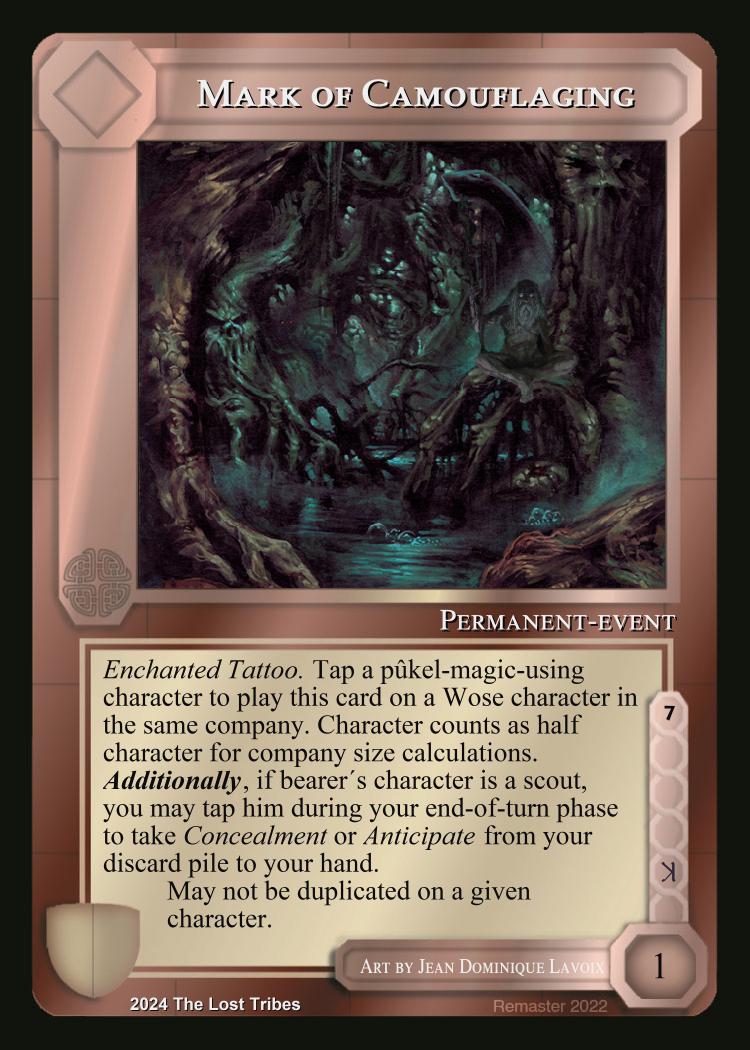 Mark of Camouflaging
Permanent-event
Enchanted Tattoo. Tap a pûkel-magic-using
character to play this card on a Wose character in
the same company. Character counts as half
character for company size calculations.
Additionally, if bearer´s character is a scout,
you may tap him during your end-of-turn phase
to take Concealment or Anticipate from your
discard pile to your hand.
May not be duplicated on a given
character.
7
Art by Jean Dominique Lavoix
1
2024 The Lost Tribes
Remaster 2022